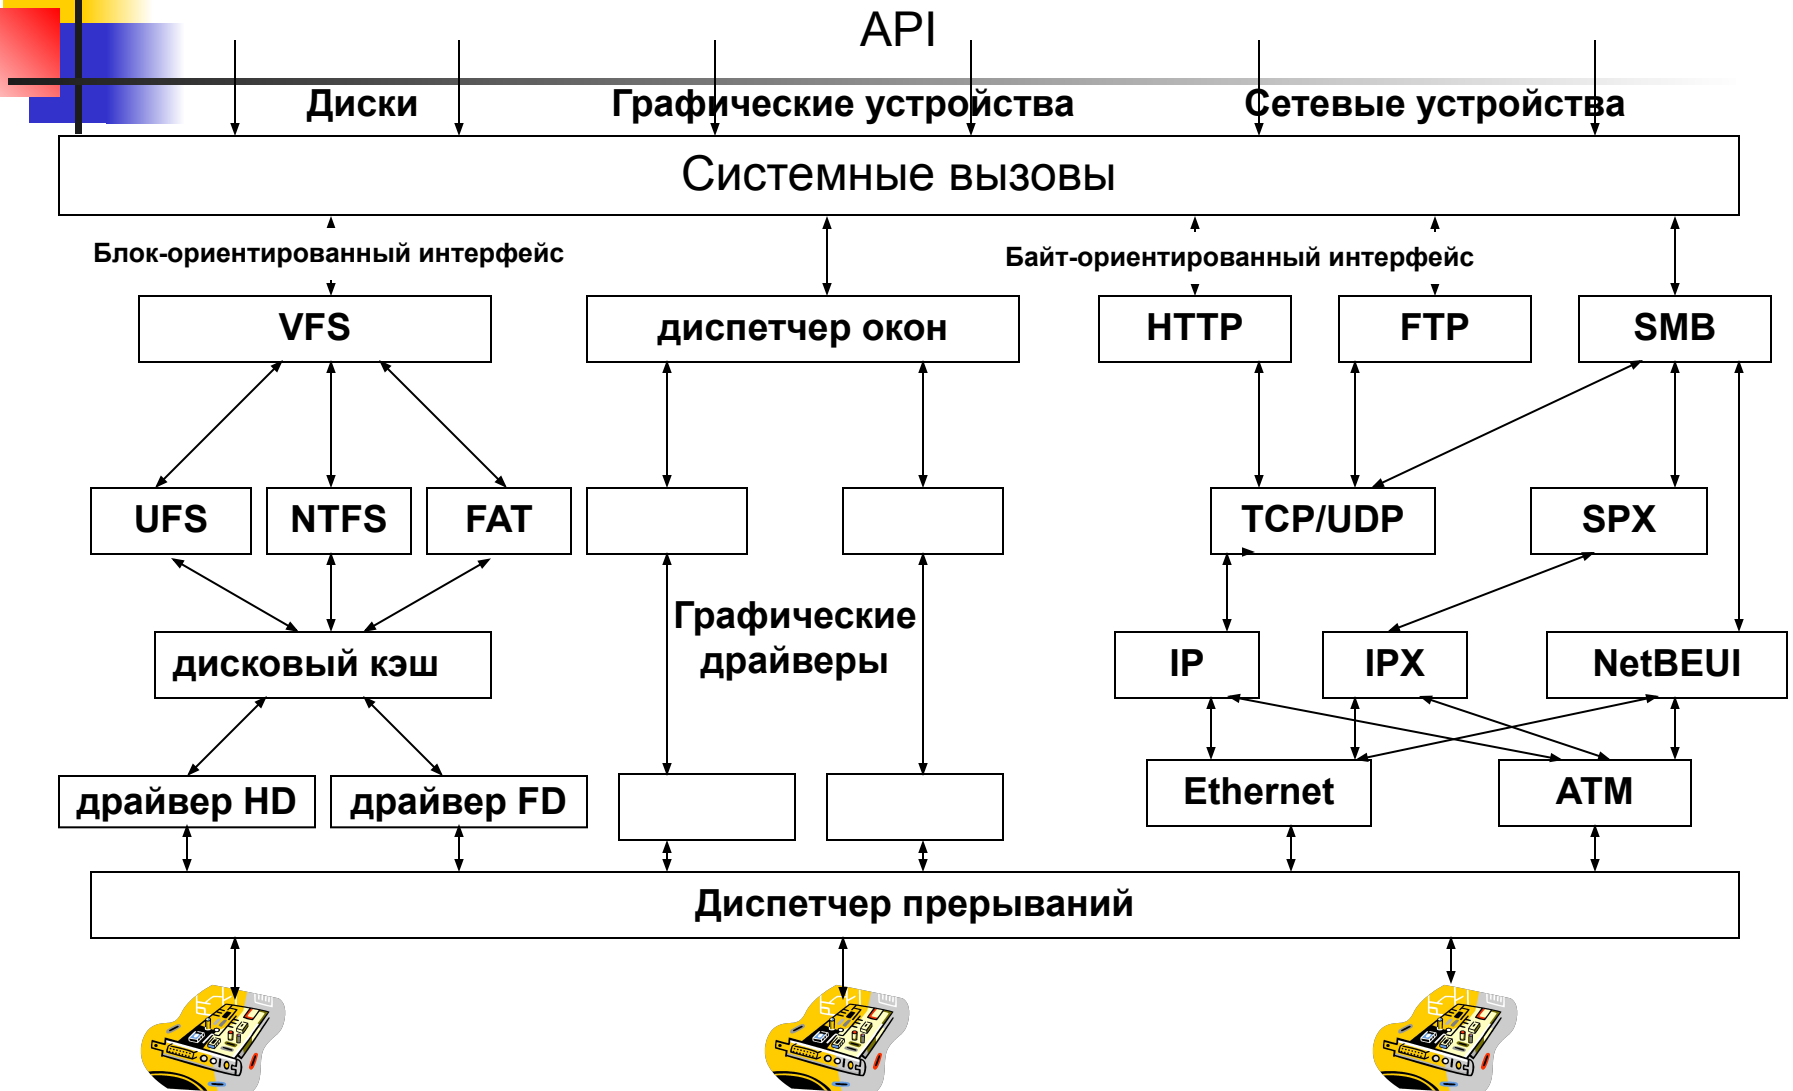 API
Диски
Графические устройства
Сетевые устройства
Системные вызовы
Блок-ориентированный интерфейс
Байт-ориентированный интерфейс
VFS
диспетчер окон
HTTP
FTP
SMB
UFS
NTFS
FAT
TCP/UDP
SPX
Графические
драйверы
дисковый кэш
IP
IPX
NetBEUI
драйвер HD
драйвер FD
Ethernet
ATM
Диспетчер прерываний